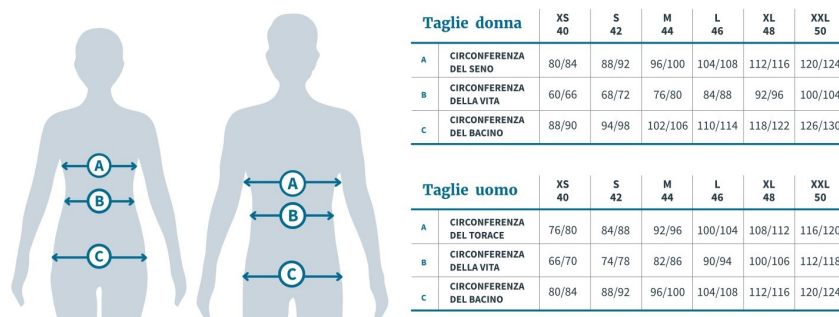 A
B
C
A
B
C
Taglie donna XS S M L XL XXL
40 42 44 46 48 50
A CIRCONFERENZA DEL SENO 80/84 88/92 96/100 104/108 112/116 120/124
B CIRCONFERENZA DELLA VITA 60/66 68/72 76/80 84/88 92/96 100/104
C CIRCONFERENZA DEL BACINO 88/90 94/98 102/106 110/114 118/122 126/130
Taglie uomo XS S M L XL XXL
40 42 44 46 48 50
A CIRCONFERENZA DEL TORACE 76/80 84/88 92/96 100/104 108/112 116/120
B CIRCONFERENZA DELLA VITA 66/70 74/78 82/86 90/94 100/106 112/118
C CIRCONFERENZA DEL BACINO 80/84 88/92 96/100 104/108 112/116 120/124